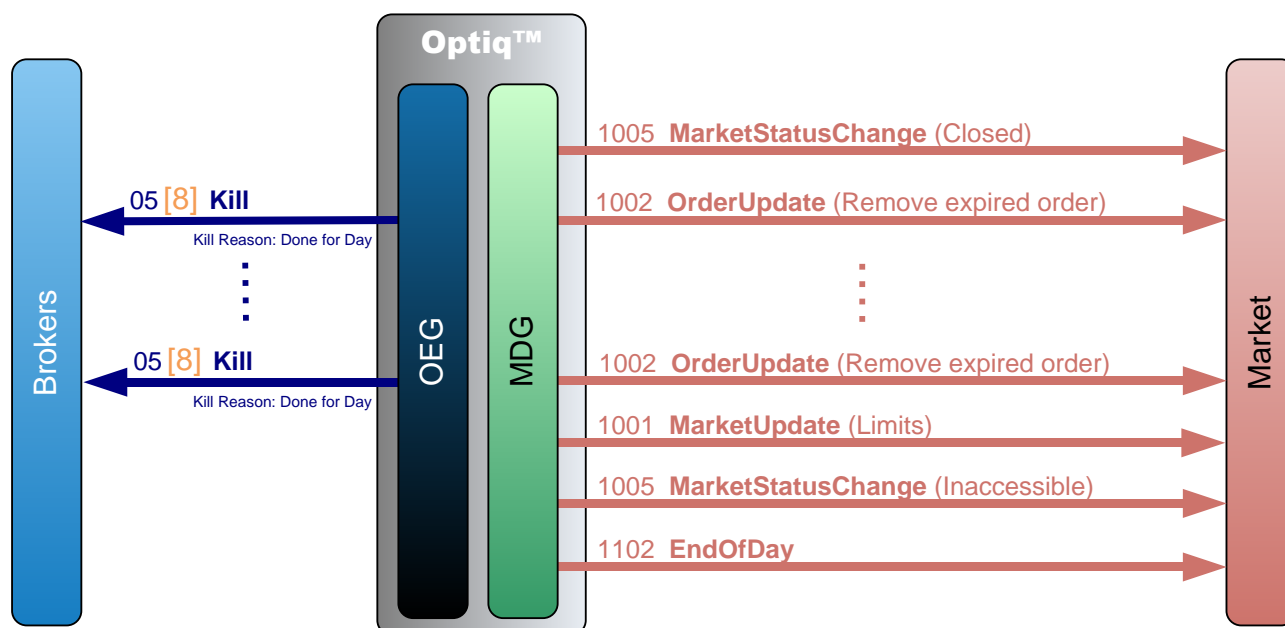 Optiq™
Brokers
OEG
MDG
Market
1005 MarketStatusChange (Closed)
05 [8] Kill
Kill Reason: Done for Day
1002 OrderUpdate (Remove expired order)
05 [8] Kill
Kill Reason: Done for Day
1002 OrderUpdate (Remove expired order)
1001 MarketUpdate (Limits)
1005 MarketStatusChange (Inaccessible)
1102 EndOfDay